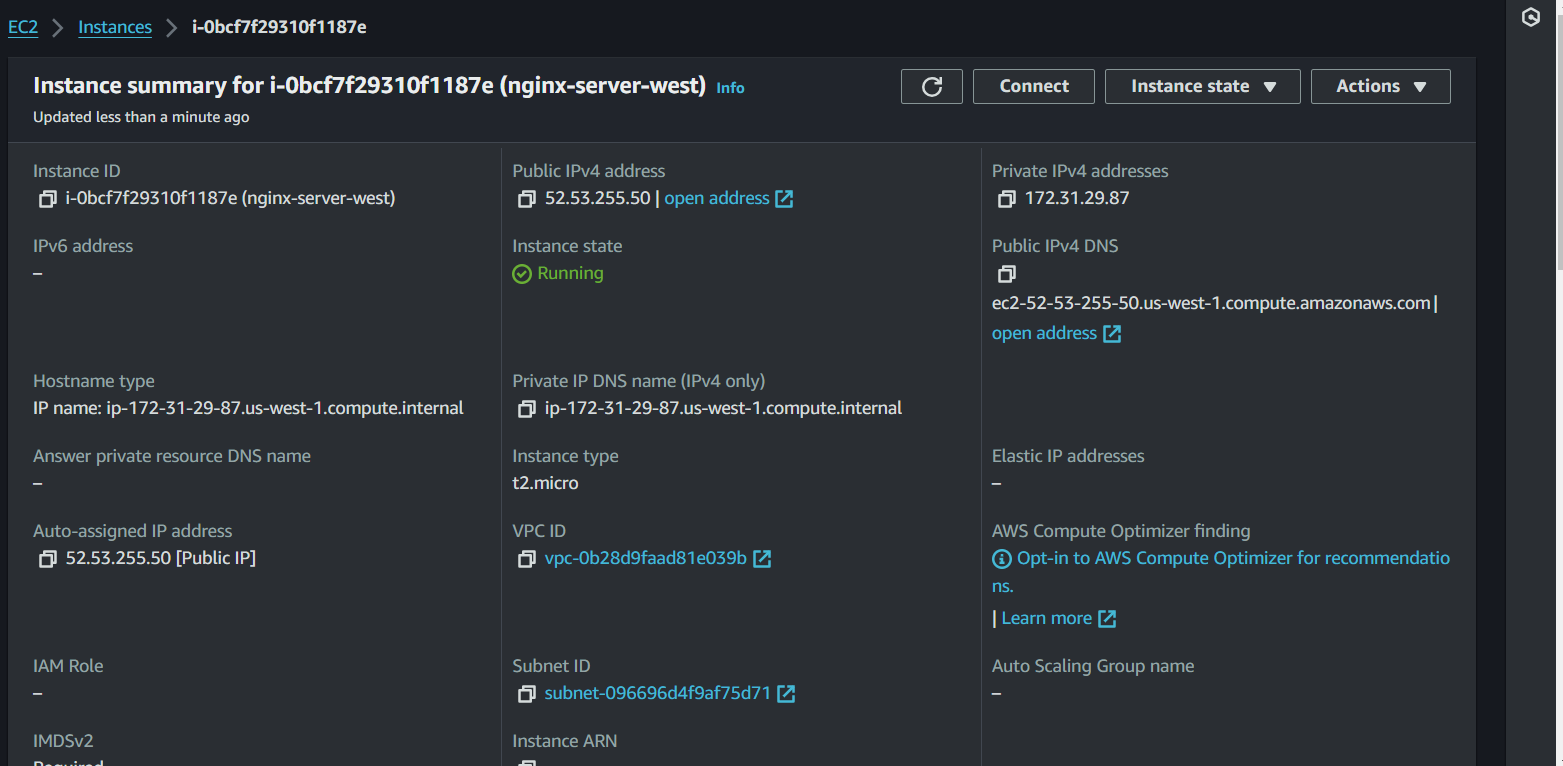 EC2 > Instances > i-0bcf7f29310f1187e
Instance summary for i-0bcf7f29310f1187e (nginx-server-west) Info
Updated less than a minute ago
Connect
Instance state
Actions
Instance ID
i-0bcf7f29310f1187e (nginx-server-west)
Public IPv4 address
52.53.255.50 | open address
Private IPv4 addresses
172.31.29.87
IPv6 address
–
Instance state
Running
Public IPv4 DNS
ec2-52-53-255-50.us-west-1.compute.amazonaws.com |
open address
Hostname type
IP name: ip-172-31-29-87.us-west-1.compute.internal
Private IP DNS name (IPv4 only)
ip-172-31-29-87.us-west-1.compute.internal
Answer private resource DNS name
–
Instance type
t2.micro
Elastic IP addresses
–
Auto-assigned IP address
52.53.255.50 [Public IP]
VPC ID
vpc-0b28d9faad81e039b
AWS Compute Optimizer finding
Opt-in to AWS Compute Optimizer for recommendatio
ns.
| Learn more
IAM Role
–
Subnet ID
subnet-096696d4f9af75d71
Auto Scaling Group name
–
IMDSv2
Required
Instance ARN